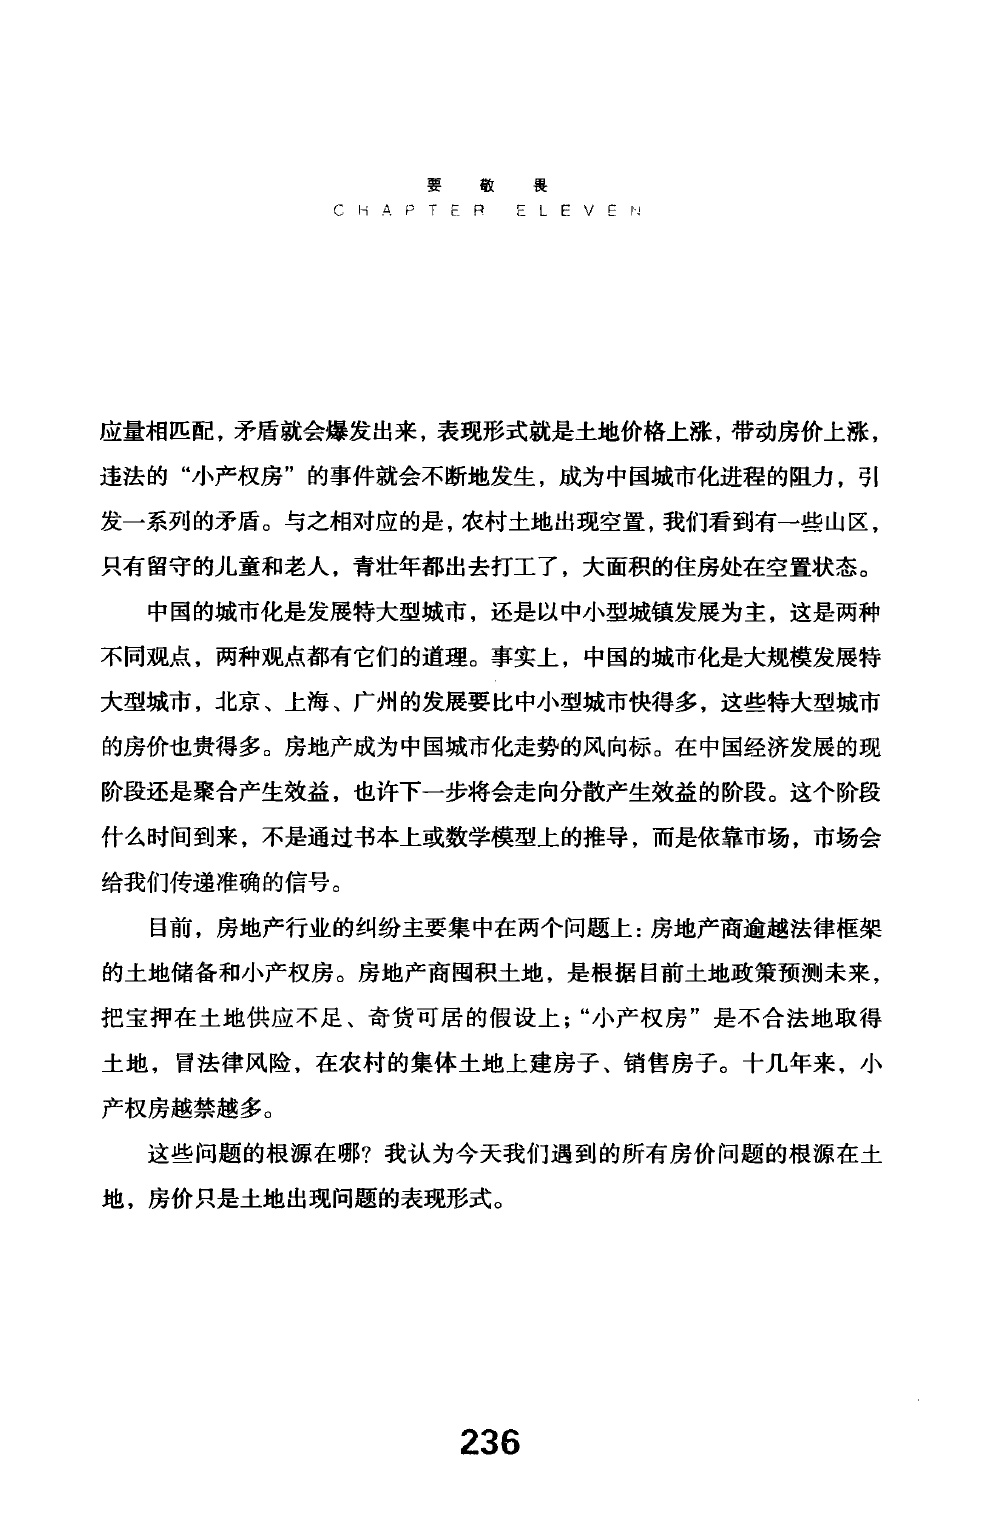 要敬畏
CHAPTER ELEVEN
应量相匹配，矛盾就会爆发出来，表现形式就是土地价格上涨，带动房价上涨，
违法的“小产权房”的事件就会不断地发生，成为中国城市化进程的阻力，引
发一系列的矛盾。与之相对应的是，农村土地出现空置，我们看到有一些山区，
只有留守的儿童和老人，青壮年都出去打工了，大面积的住房处在空置状态。
中国的城市化是发展特大型城市，还是以中小型城镇发展为主，这是两种
不同观点，两种观点都有它们的道理。事实上，中国的城市化是大规模发展特
大型城市，北京、上海、广州的发展要比中小型城市快得多，这些特大型城市
的房价也贵得多。房地产成为中国城市化走势的风向标。在中国经济发展的现
阶段还是聚合产生效益，也许下一步将会走向分散产生效益的阶段。这个阶段
什么时间到来，不是通过书本上或数学模型上的推导，而是依靠市场，市场会
给我们传递准确的信号。
目前，房地产行业的纠纷主要集中在两个问题上：房地产商逾越法律框架
的土地储备和小产权房。房地产商囤积土地，是根据目前土地政策预测未来，
把宝押在土地供应不足、奇货可居的假设上；“小产权房”是不合法地取得
土地，冒法律风险，在农村的集体土地上建房子、销售房子。十几年来，小
产权房越禁越多。
这些问题的根源在哪？我认为今天我们遇到的所有房价问题的根源在土
地，房价只是土地出现问题的表现形式。
236